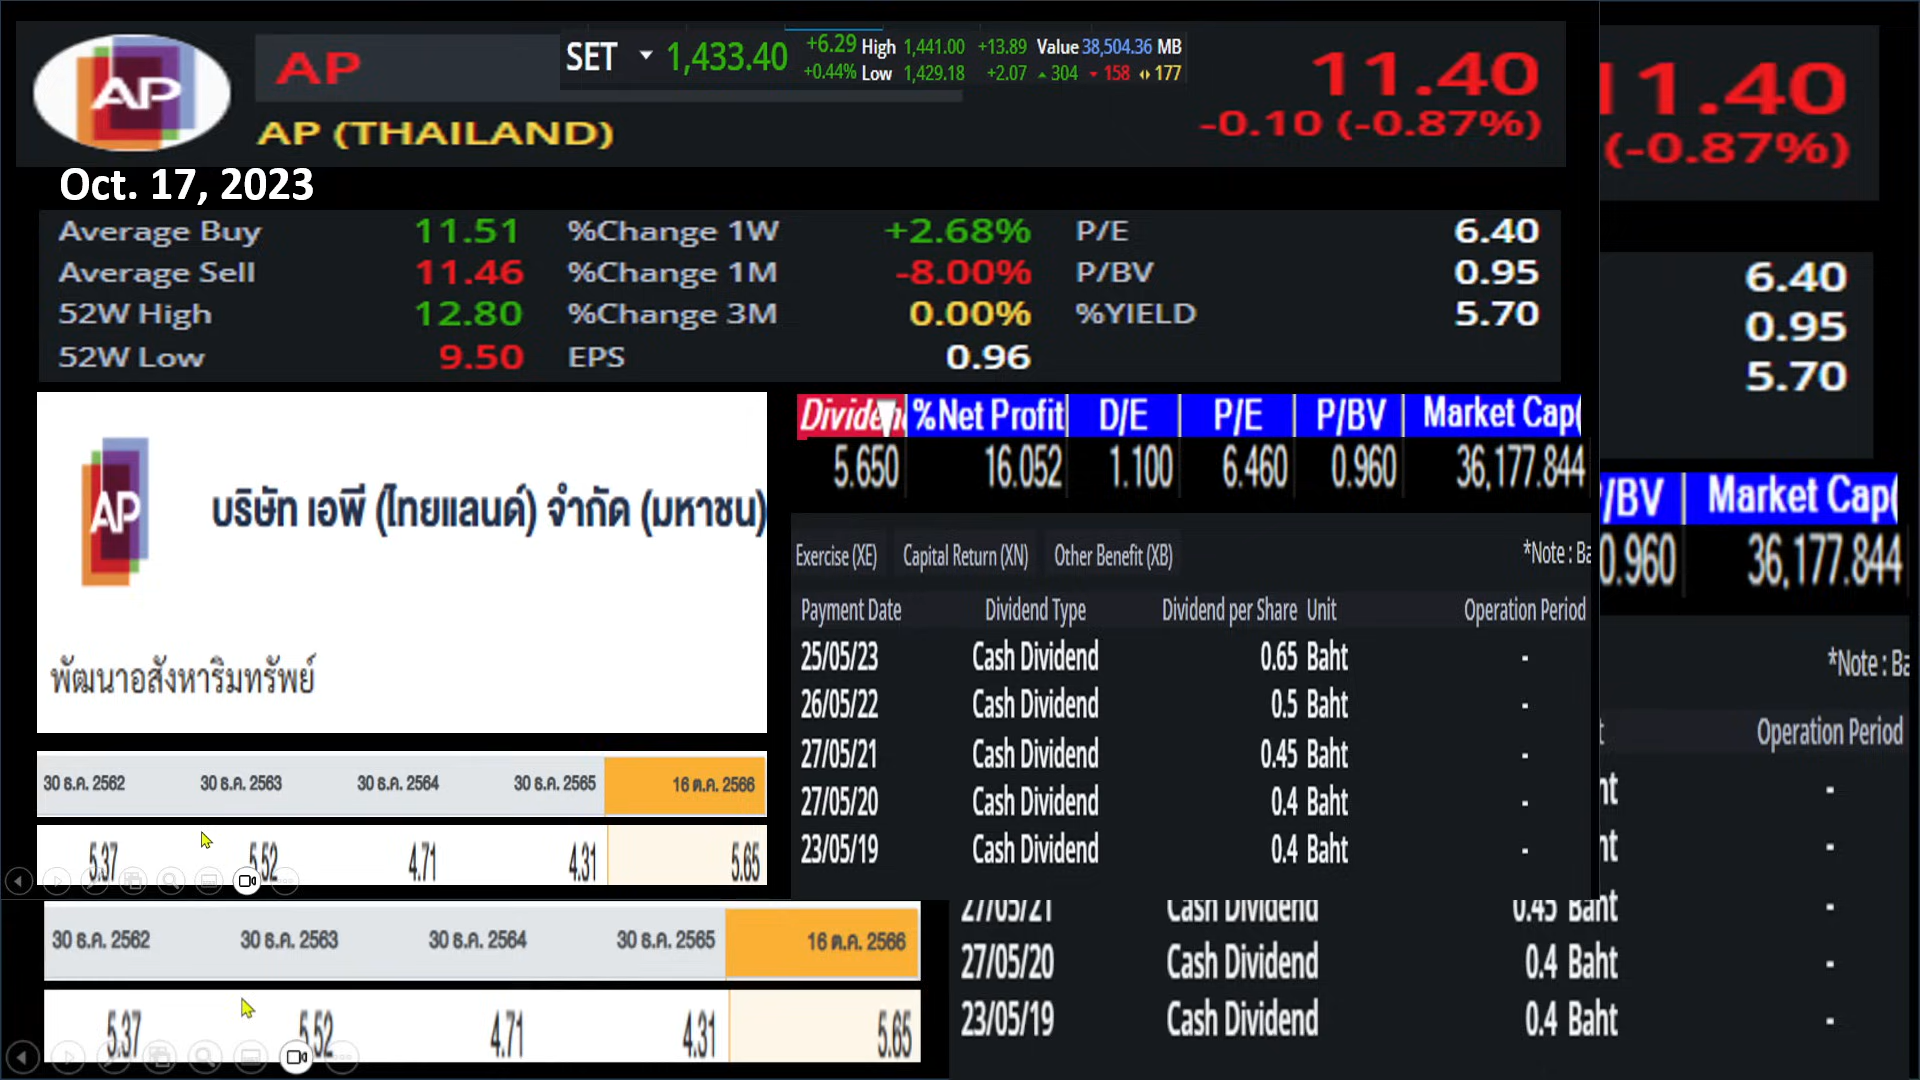 AP
AP
SET 1,433.40 +6.29 High 1,441.00 +13.89 Value 38,504.36 MB
+0.44% Low 1,429.18 +2.07 304 158 177
11.40
-0.10 (-0.87%)
AP (THAILAND)
Oct. 17, 2023
Average Buy 11.51 %Change 1W +2.68% P/E 6.40
Average Sell 11.46 %Change 1M -8.00% P/BV 0.95
52W High 12.80 %Change 3M 0.00% %YIELD 5.70
52W Low 9.50 EPS 0.96
AP
บริษัท เอพี (ไทยแลนด์) จำกัด (มหาชน)
พัฒนาอสังหาริมทรัพย์
30 ธ.ค. 2562 30 ธ.ค. 2563 30 ธ.ค. 2564 30 ธ.ค. 2565 16 ต.ค. 2566
5.37 5.52 4.71 4.31 5.65
%Net Profit D/E P/E P/BV Market Cap(
5.650 16.052 1.100 6.460 0.960 36,177.844
Exercise (XE) Capital Return (XN) Other Benefit (XB) *Note : Ba
Payment Date Dividend Type Dividend per Share Unit Operation Period
25/05/23 Cash Dividend 0.65 Baht -
26/05/22 Cash Dividend 0.5 Baht -
27/05/21 Cash Dividend 0.45 Baht -
27/05/20 Cash Dividend 0.4 Baht -
23/05/19 Cash Dividend 0.4 Baht -
11.40
(-0.87%)
6.40
0.95
5.70
/BV Market Cap(
0.960 36,177.844
*Note : Ba
Operation Period
ht -
ht -
27/05/21 Cash Dividend 0.45 Baht -
27/05/20 Cash Dividend 0.4 Baht -
23/05/19 Cash Dividend 0.4 Baht -
30 ธ.ค. 2562 30 ธ.ค. 2563 30 ธ.ค. 2564 30 ธ.ค. 2565 16 ต.ค. 2566
5.37 5.52 4.71 4.31 5.65